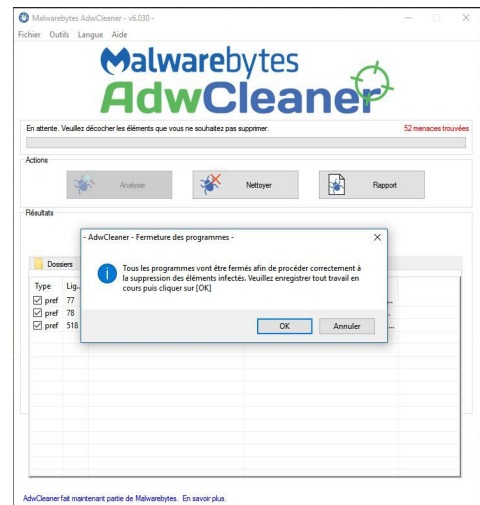 Malwarebytes AdwCleaner - v6.030 -
Fichier Outils Langue Aide
Malwarebytes
AdwCleaner
En attente. Veuillez décocher les éléments que vous ne souhaitez pas supprimer.
52 menaces trouvées
Actions
Analyser
Nettoyer
Rapport
Résultats
- AdwCleaner - Fermeture des programmes -
Tous les programmes vont être fermés afin de procéder correctement à
la suppression des éléments infectés. Veuillez enregistrer tout travail en
cours puis cliquer sur [OK]
OK
Annuler
Dossiers
Type Lig...
pref 77
pref 78
pref 518
AdwCleaner fait maintenant partie de Malwarebytes. En savoir plus.